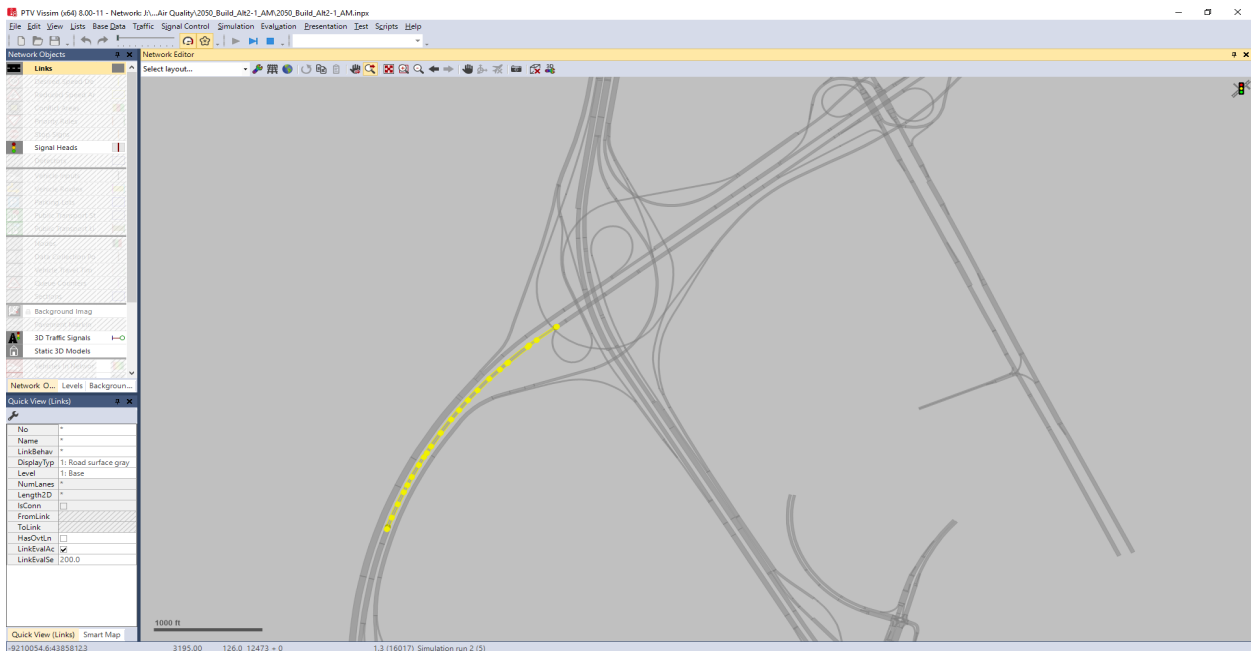 PTV Vissim (x64) 8.00-11 - Network: J:\...Air Quality\2050_Build_Alt2-1_AM\2050_Build_Alt2-1_AM.inpx
File Edit View Lists Base Data Traffic Signal Control Simulation Evaluation Presentation Test Scripts Help
Network Objects
Network Editor
Links
Select layout...
Signal Heads
Background Imag
3D Traffic Signals
Static 3D Models
Network O... Levels Backgroun...
Quick View (Links)
No *
Name *
LinkBehav *
DisplayTyp 1: Road surface gray
Level 1: Base
NumLanes *
Length2D *
IsConn
FromLink
ToLink
HasOvtLn
LinkEvalAc
LinkEvalSe 200.0
1000 ft
Quick View (Links) Smart Map
-9210054.6:4385812.3 3195.00 126.0 12473 + 0 1.3 (16017) Simulation run 2 (5)